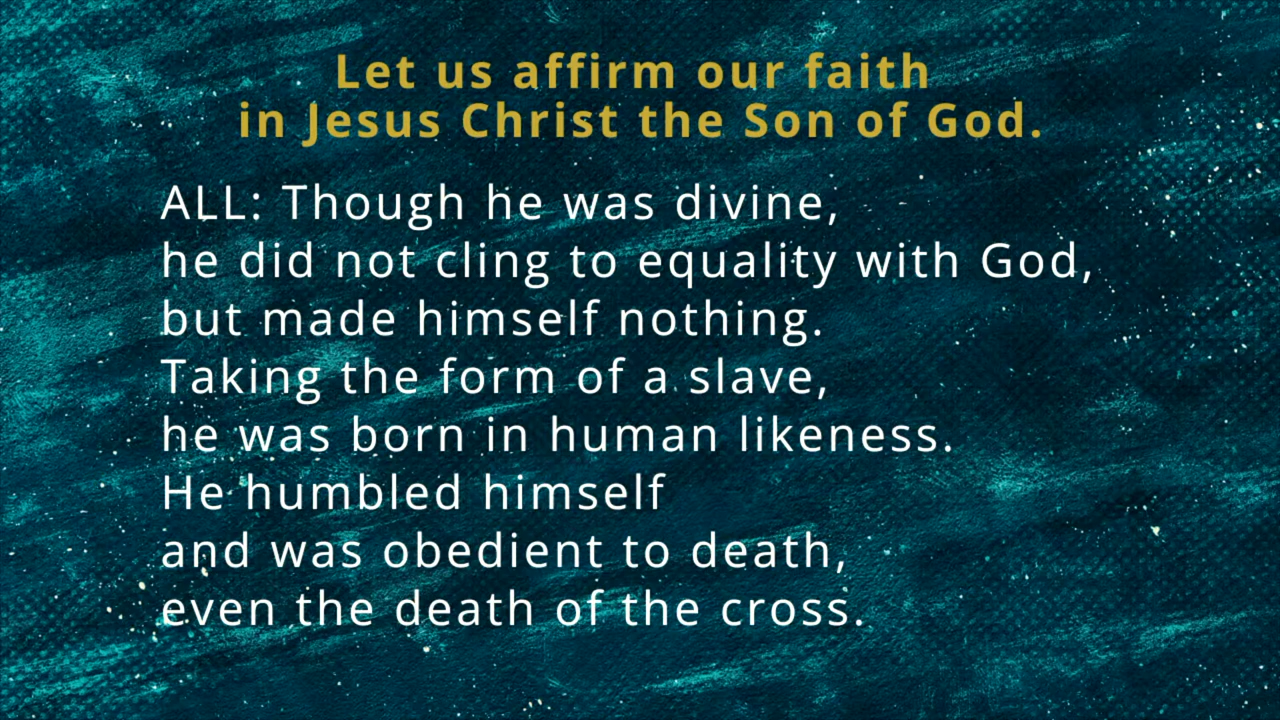 Let us affirm our faith
in Jesus Christ the Son of God.
ALL: Though he was divine,
he did not cling to equality with God,
but made himself nothing.
Taking the form of a slave,
he was born in human likeness.
He humbled himself
and was obedient to death,
even the death of the cross.